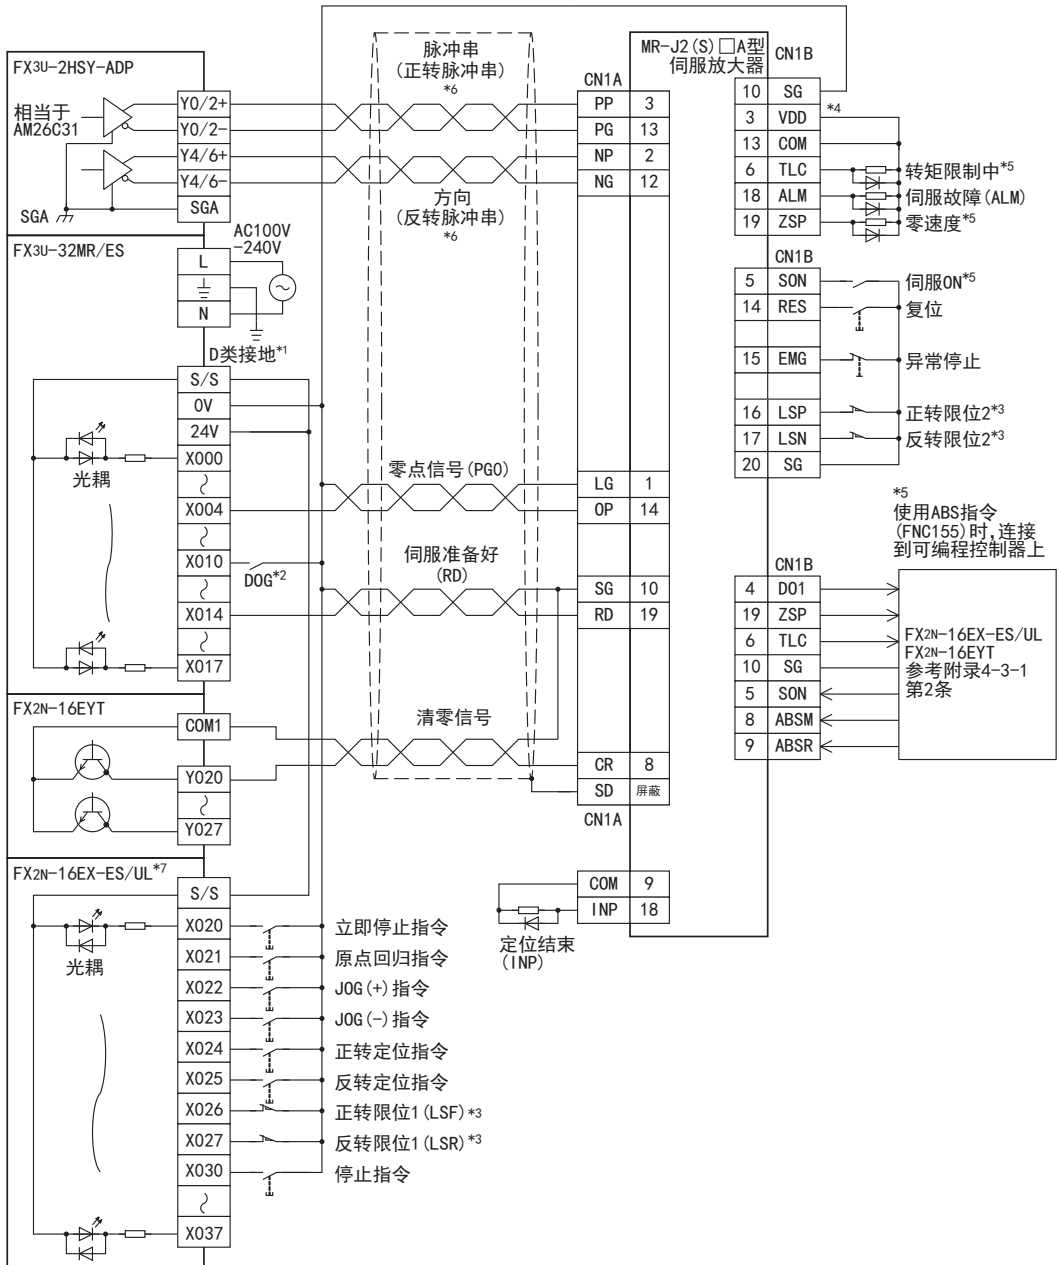 FX3U-2HSY-ADP
相当于
AM26C31
Y0/2+
Y0/2-
Y4/6+
Y4/6-
SGA
SGA
脉冲串
(正转脉冲串)
*6
方向
(反转脉冲串)
*6
CN1A
PP 3
PG 13
NP 2
NG 12
MR-J2(S)□A型
伺服放大器
CN1B
10 SG
3 VDD
*4
13 COM
6 TLC
转矩限制中*5
18 ALM
伺服故障(ALM)
19 ZSP
零速度*5
FX3U-32MR/ES
AC100V
-240V
L
N
D类接地*1
S/S
0V
24V
X000
光耦
X004
X010
DOG*2
X014
X017
零点信号(PG0)
LG 1
OP 14
伺服准备好
(RD)
SG 10
RD 19
CN1B
5 SON
伺服ON*5
14 RES
复位
15 EMG
异常停止
16 LSP
正转限位2*3
17 LSN
反转限位2*3
20 SG
*5
使用ABS指令
(FNC155)时,连接
到可编程控制器上
CN1B
4 DO1
19 ZSP
6 TLC
10 SG
5 SON
8 ABSM
9 ABSR
FX2N-16EX-ES/UL
FX2N-16EYT
参考附录4-3-1
第2条
FX2N-16EYT
COM1
Y020
Y027
清零信号
CR 8
SD 屏蔽
CN1A
COM 9
INP 18
定位结束
(INP)
FX2N-16EX-ES/UL*7
S/S
光耦
X020 立即停止指令
X021 原点回归指令
X022 JOG(+)指令
X023 JOG(-)指令
X024 正转定位指令
X025 反转定位指令
X026 正转限位1(LSF)*3
X027 反转限位1(LSR)*3
X030 停止指令
X037